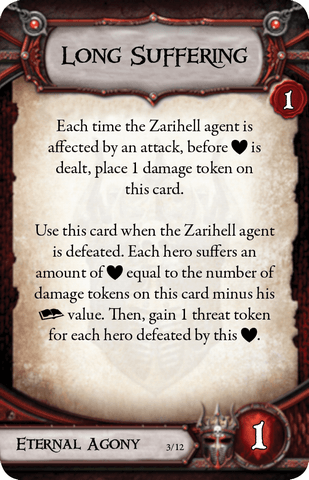 Long Suffering
1
Each time the Zarihell agent is
affected by an attack, before ♥ is
dealt, place 1 damage token on
this card.
Use this card when the Zarihell agent
is defeated. Each hero suffers an
amount of ♥ equal to the number of
damage tokens on this card minus his
value. Then, gain 1 threat token
for each hero defeated by this ♥.
Eternal Agony 3/12
1